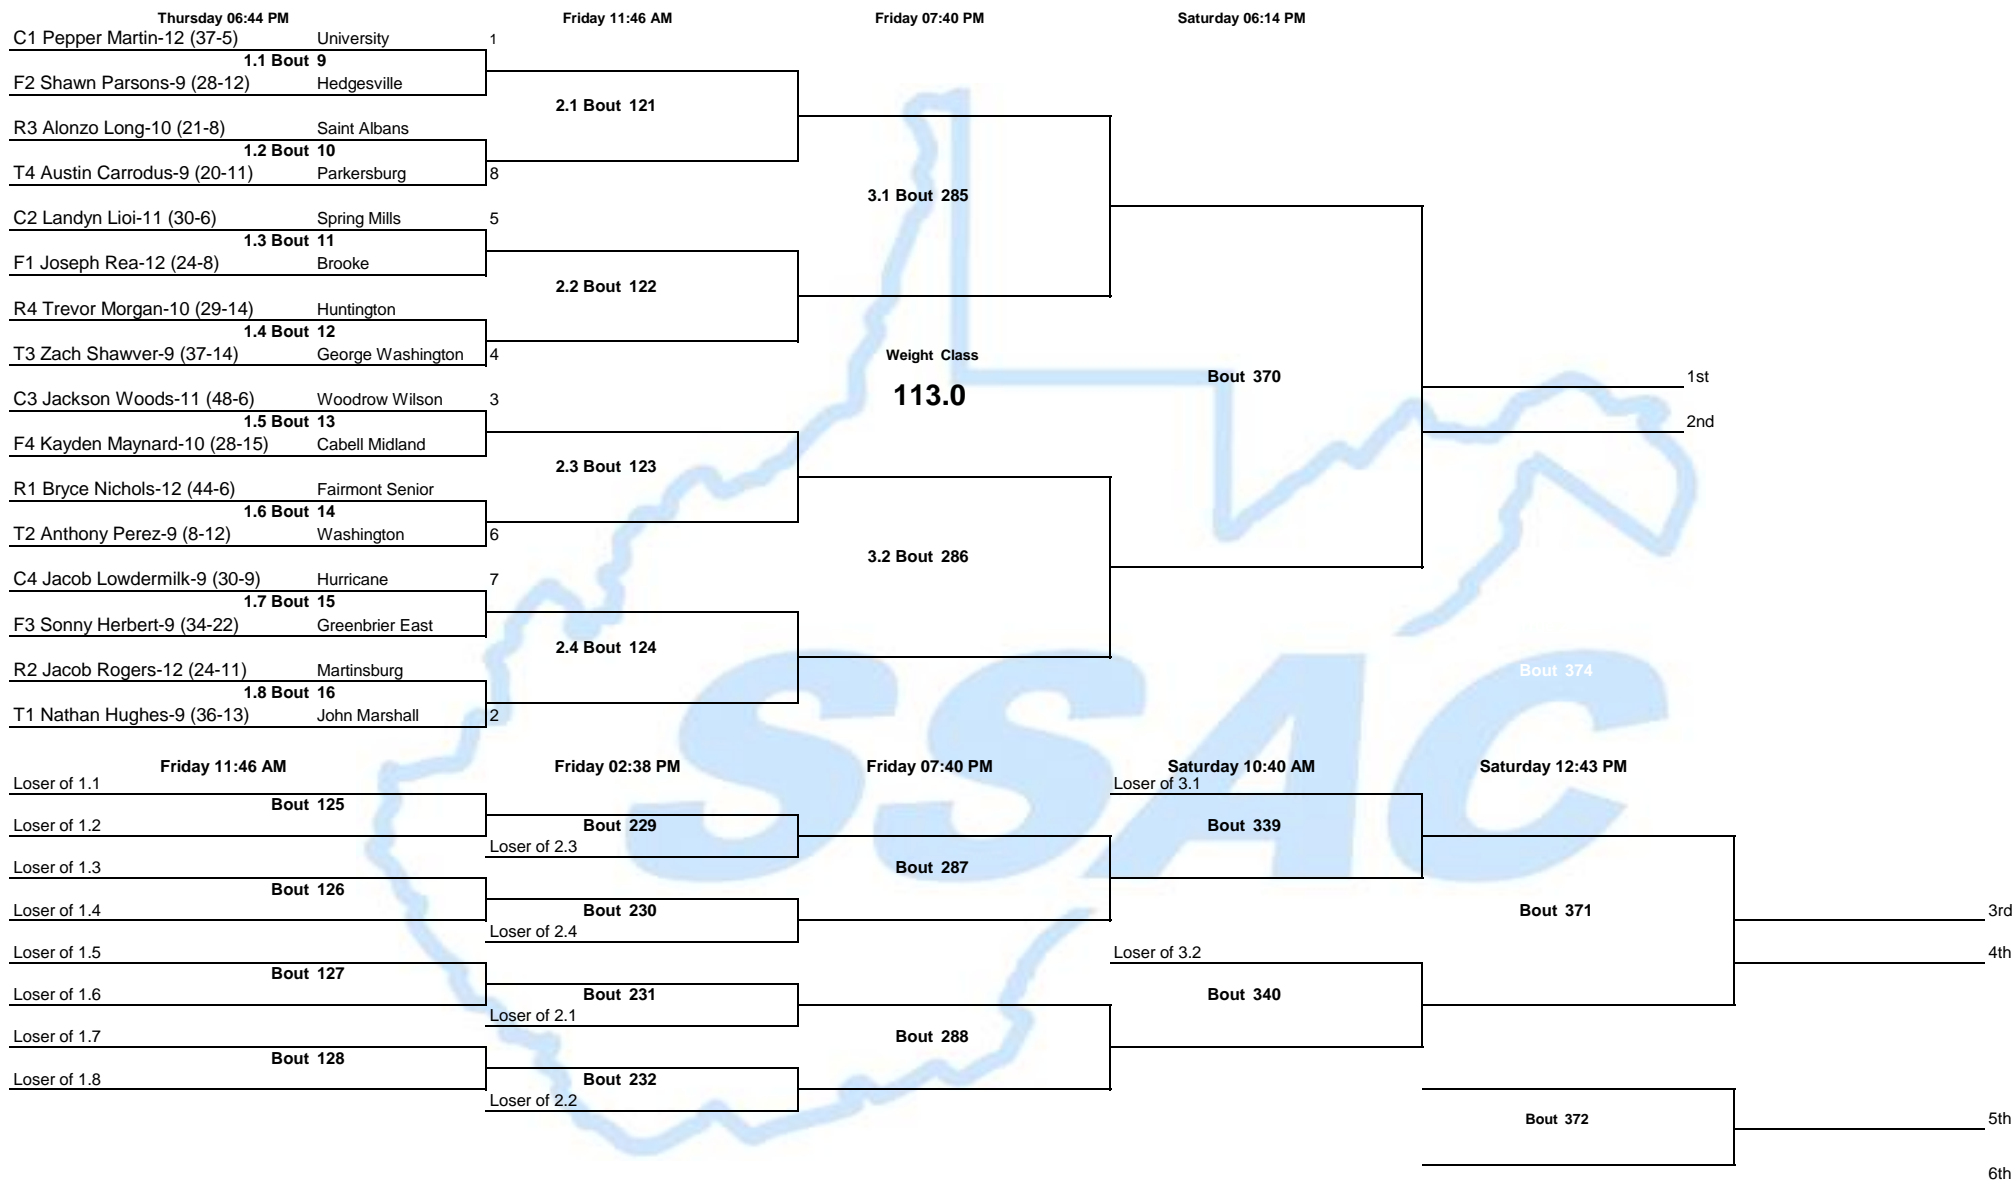 Thursday 06:44 PM Friday 11:46 AM Friday 07:40 PM Saturday 06:14 PM
C1 Pepper Martin-12 (37-5) University 1
1.1 Bout 9
F2 Shawn Parsons-9 (28-12) Hedgesville
2.1 Bout 121
R3 Alonzo Long-10 (21-8) Saint Albans
1.2 Bout 10
T4 Austin Carrodus-9 (20-11) Parkersburg 8
3.1 Bout 285
C2 Landyn Lioi-11 (30-6) Spring Mills 5
1.3 Bout 11
F1 Joseph Rea-12 (24-8) Brooke
2.2 Bout 122
R4 Trevor Morgan-10 (29-14) Huntington
1.4 Bout 12
T3 Zach Shawver-9 (37-14) George Washington 4
Weight Class
113.0
Bout 370
1st
2nd
C3 Jackson Woods-11 (48-6) Woodrow Wilson 3
1.5 Bout 13
F4 Kayden Maynard-10 (28-15) Cabell Midland
2.3 Bout 123
R1 Bryce Nichols-12 (44-6) Fairmont Senior
1.6 Bout 14
T2 Anthony Perez-9 (8-12) Washington 6
3.2 Bout 286
C4 Jacob Lowdermilk-9 (30-9) Hurricane 7
1.7 Bout 15
F3 Sonny Herbert-9 (34-22) Greenbrier East
2.4 Bout 124
R2 Jacob Rogers-12 (24-11) Martinsburg
Bout 374
1.8 Bout 16
T1 Nathan Hughes-9 (36-13) John Marshall 2
SSAC
Friday 11:46 AM Friday 02:38 PM Friday 07:40 PM Saturday 10:40 AM Saturday 12:43 PM
Loser of 1.1 Loser of 3.1
Bout 125
Loser of 1.2 Bout 229 Bout 339
Loser of 2.3
Loser of 1.3 Bout 287
Bout 126
Loser of 1.4 Bout 230 Bout 371 3rd
Loser of 2.4
Loser of 1.5 Loser of 3.2 4th
Bout 127
Loser of 1.6 Bout 231 Bout 340
Loser of 2.1
Loser of 1.7 Bout 288
Bout 128
Loser of 1.8 Bout 232
Loser of 2.2
Bout 372 5th
6th